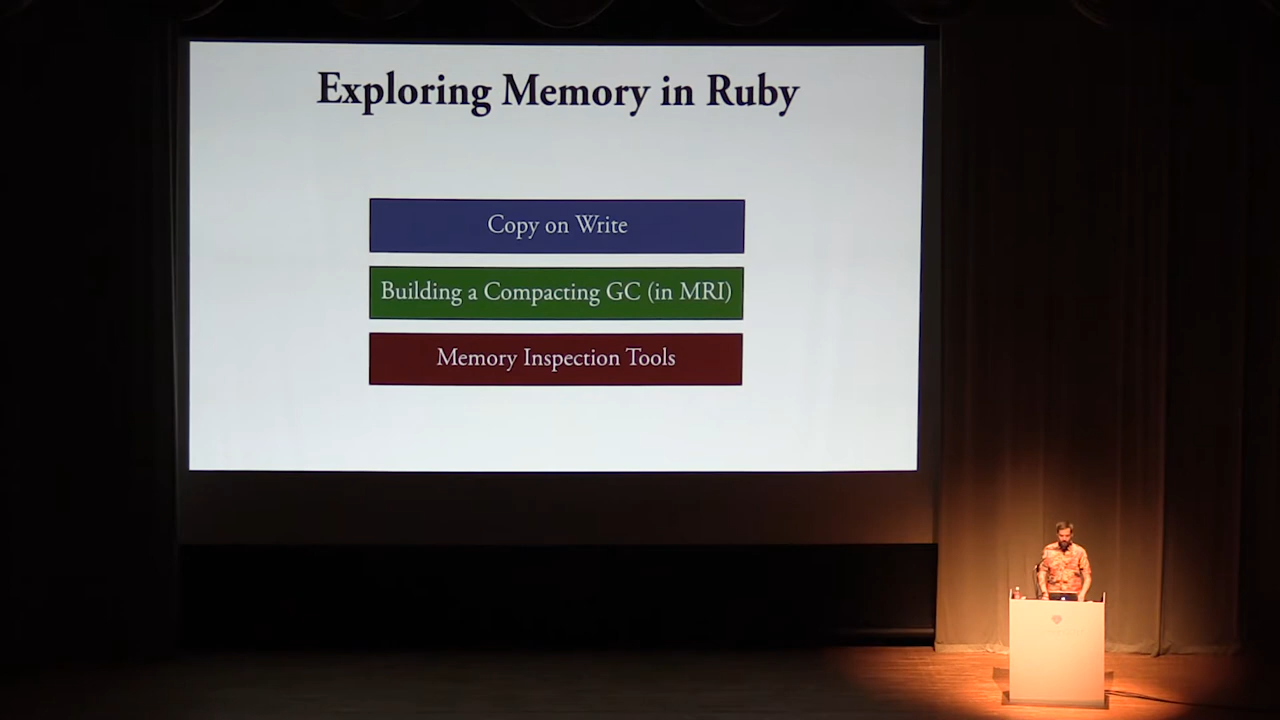 Exploring Memory in Ruby
Copy on Write
Building a Compacting GC (in MRI)
Memory Inspection Tools